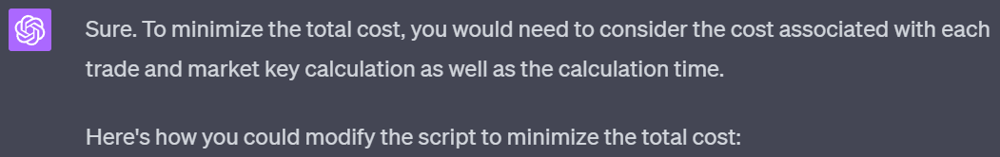 Sure. To minimize the total cost, you would need to consider the cost associated with each
trade and market key calculation as well as the calculation time.
Here's how you could modify the script to minimize the total cost: